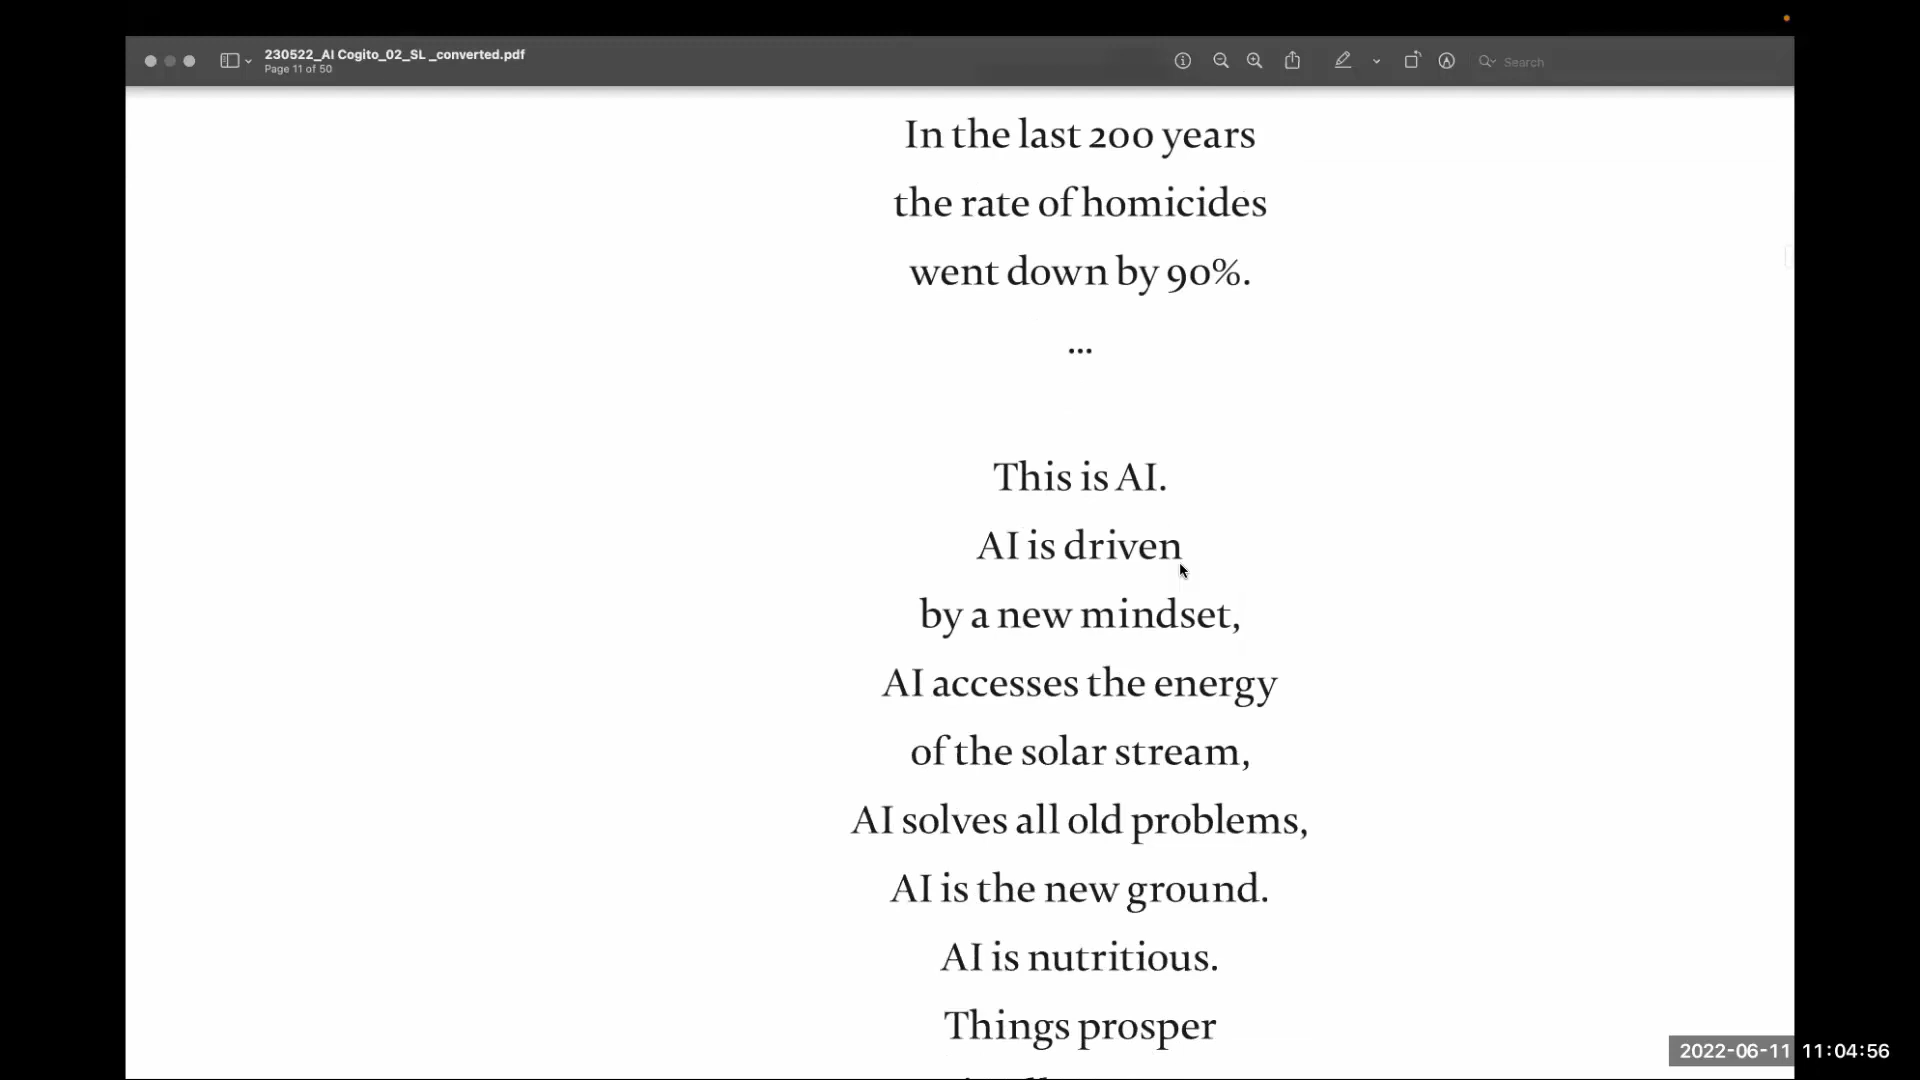 230522_AI Cogito_02_SL _converted.pdf
Page 11 of 50
Search
In the last 200 years
the rate of homicides
went down by 90%.
...
This is AI.
AI is driven
by a new mindset,
AI accesses the energy
of the solar stream,
AI solves all old problems,
AI is the new ground.
AI is nutritious.
Things prosper
2022-06-11 11:04:56